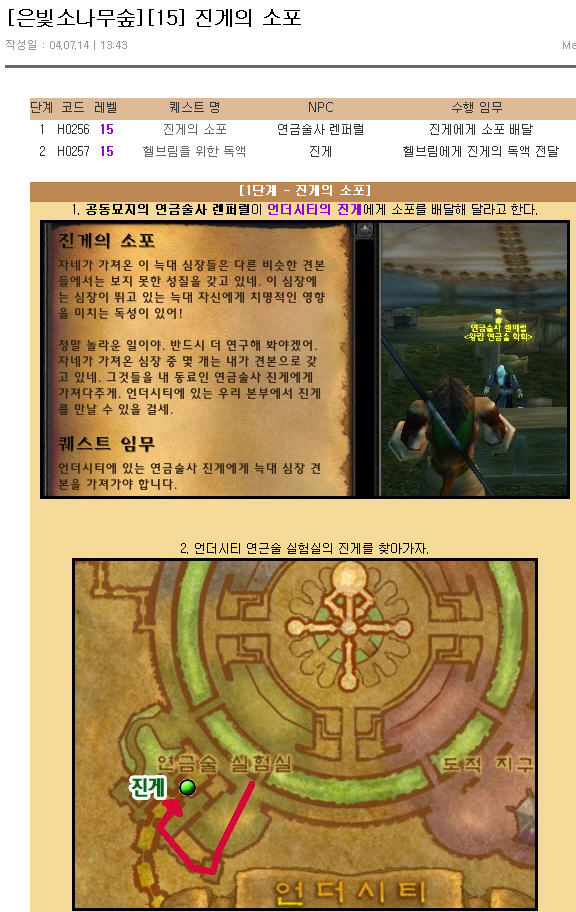 [은빛소나무숲][15] 진게의 소포
작성일 : 04.07.14 | 13:43
단계 코드 레벨 퀘스트 명 NPC 수행 임무
1 H0256 15 진게의 소포 연금술사 렌퍼럴 진게에게 소포 배달
2 H0257 15 헬브림을 위한 독액 진게 헬브림에게 진게의 독액 전달
[1단계 - 진게의 소포]
1. 공동묘지의 연금술사 렌퍼럴이 언더시티의 진게에게 소포를 배달해 달라고 한다.
진게의 소포
자네가 가져온 이 늑대 심장들은 다른 비슷한 견본
들에서는 보지 못한 성질을 갖고 있네. 이 심장에
는 심장이 뛰고 있는 늑대 자신에게 치명적인 영향
을 미치는 독성이 있어!
정말 놀라운 일이야. 반드시 더 연구해 봐야겠어.
자네가 가져온 심장 중 몇 개는 내가 견본으로 갖
고 있네. 그것들을 내 동료인 연금술사 진게에게
가져다주게. 언더시티에 있는 우리 본부에서 진게
를 만날 수 있을 걸세.
퀘스트 임무
언더시티에 있는 연금술사 진게에게 늑대 심장 견
본을 가져가야 합니다.
연금술사 렌퍼럴
<왕립 연금술 학회>
2. 언더시티 연근술 실험실의 진게를 찾아가자.
연금술 실험실
도적 지구
진게
언더시티